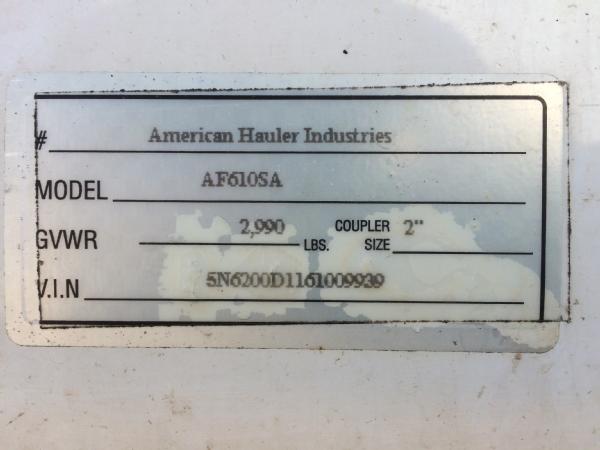 # American Hauler Industries
MODEL AF610SA
GVWR 2,990 LBS. COUPLER SIZE 2"
V.I.N 5N6200D1161009939